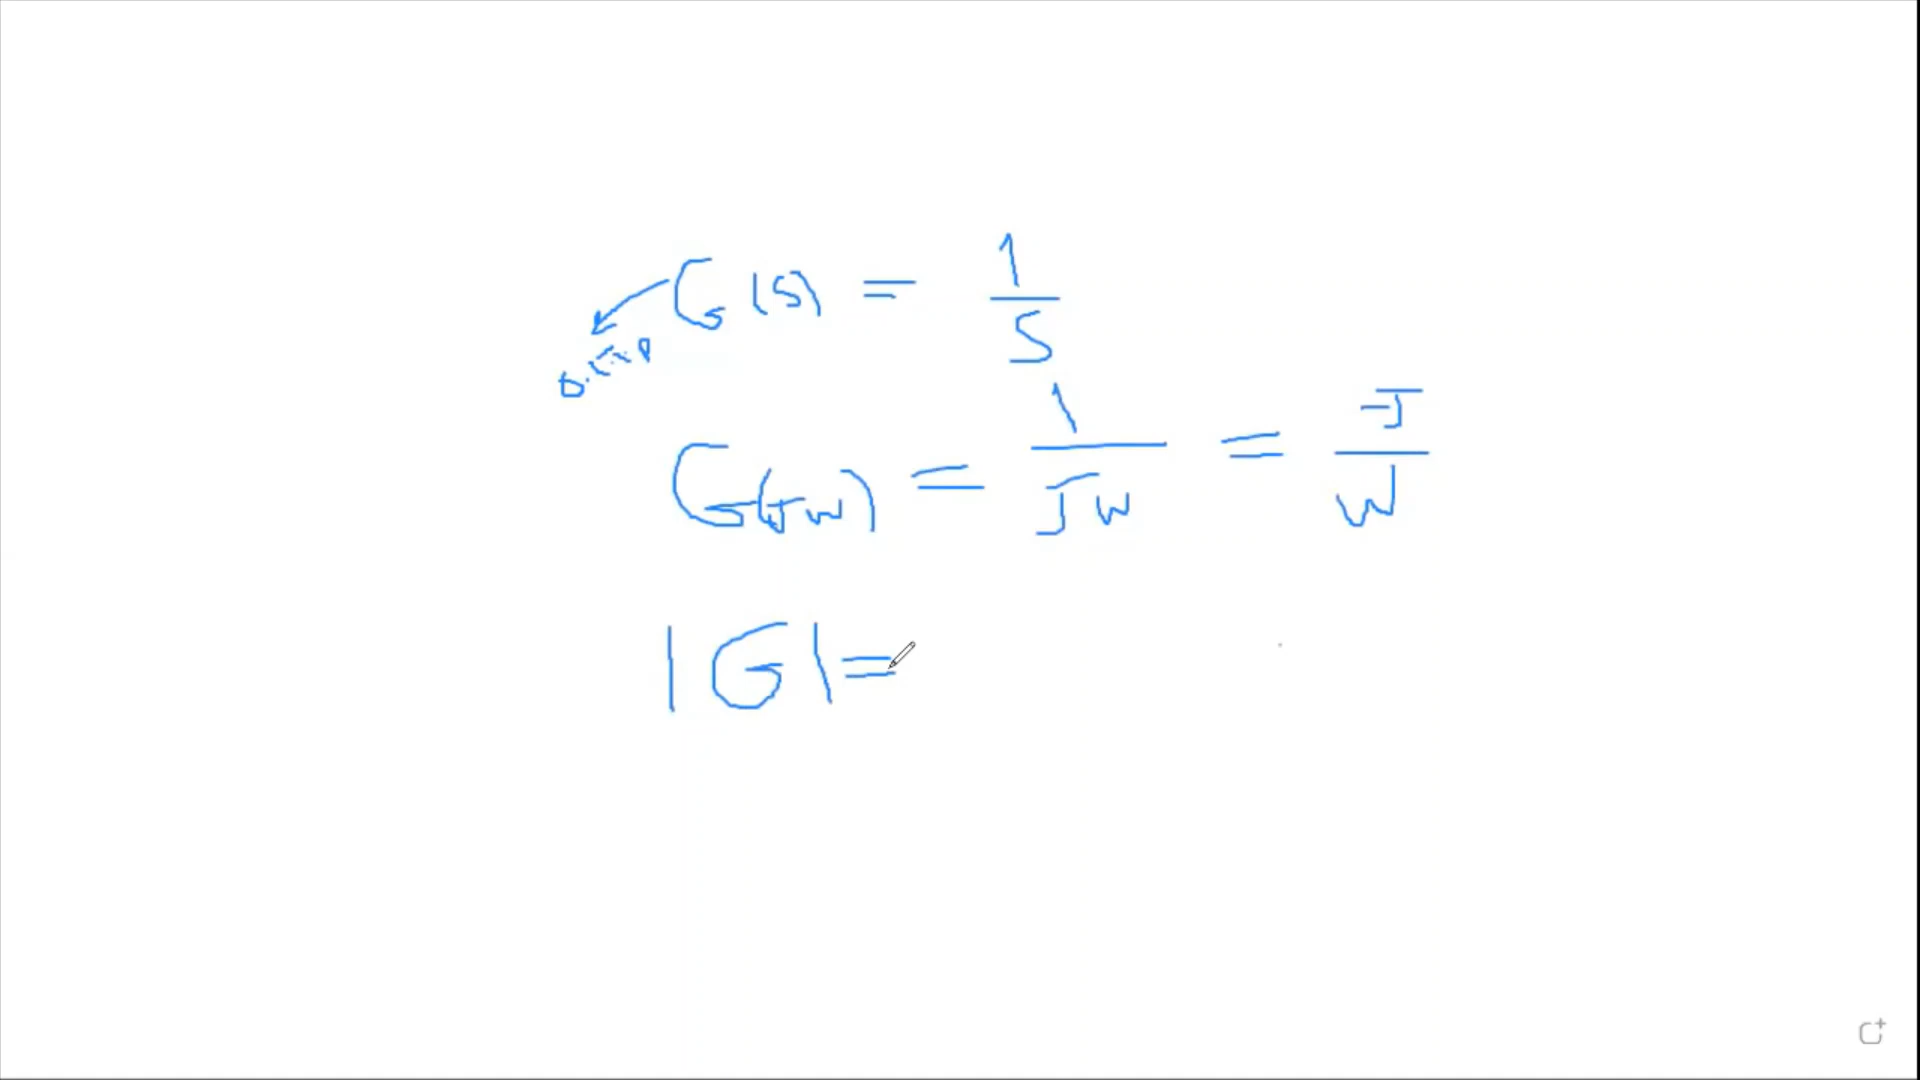 G(s) = 1/S
G(JW) = 1/JW = -J/W
|G| =